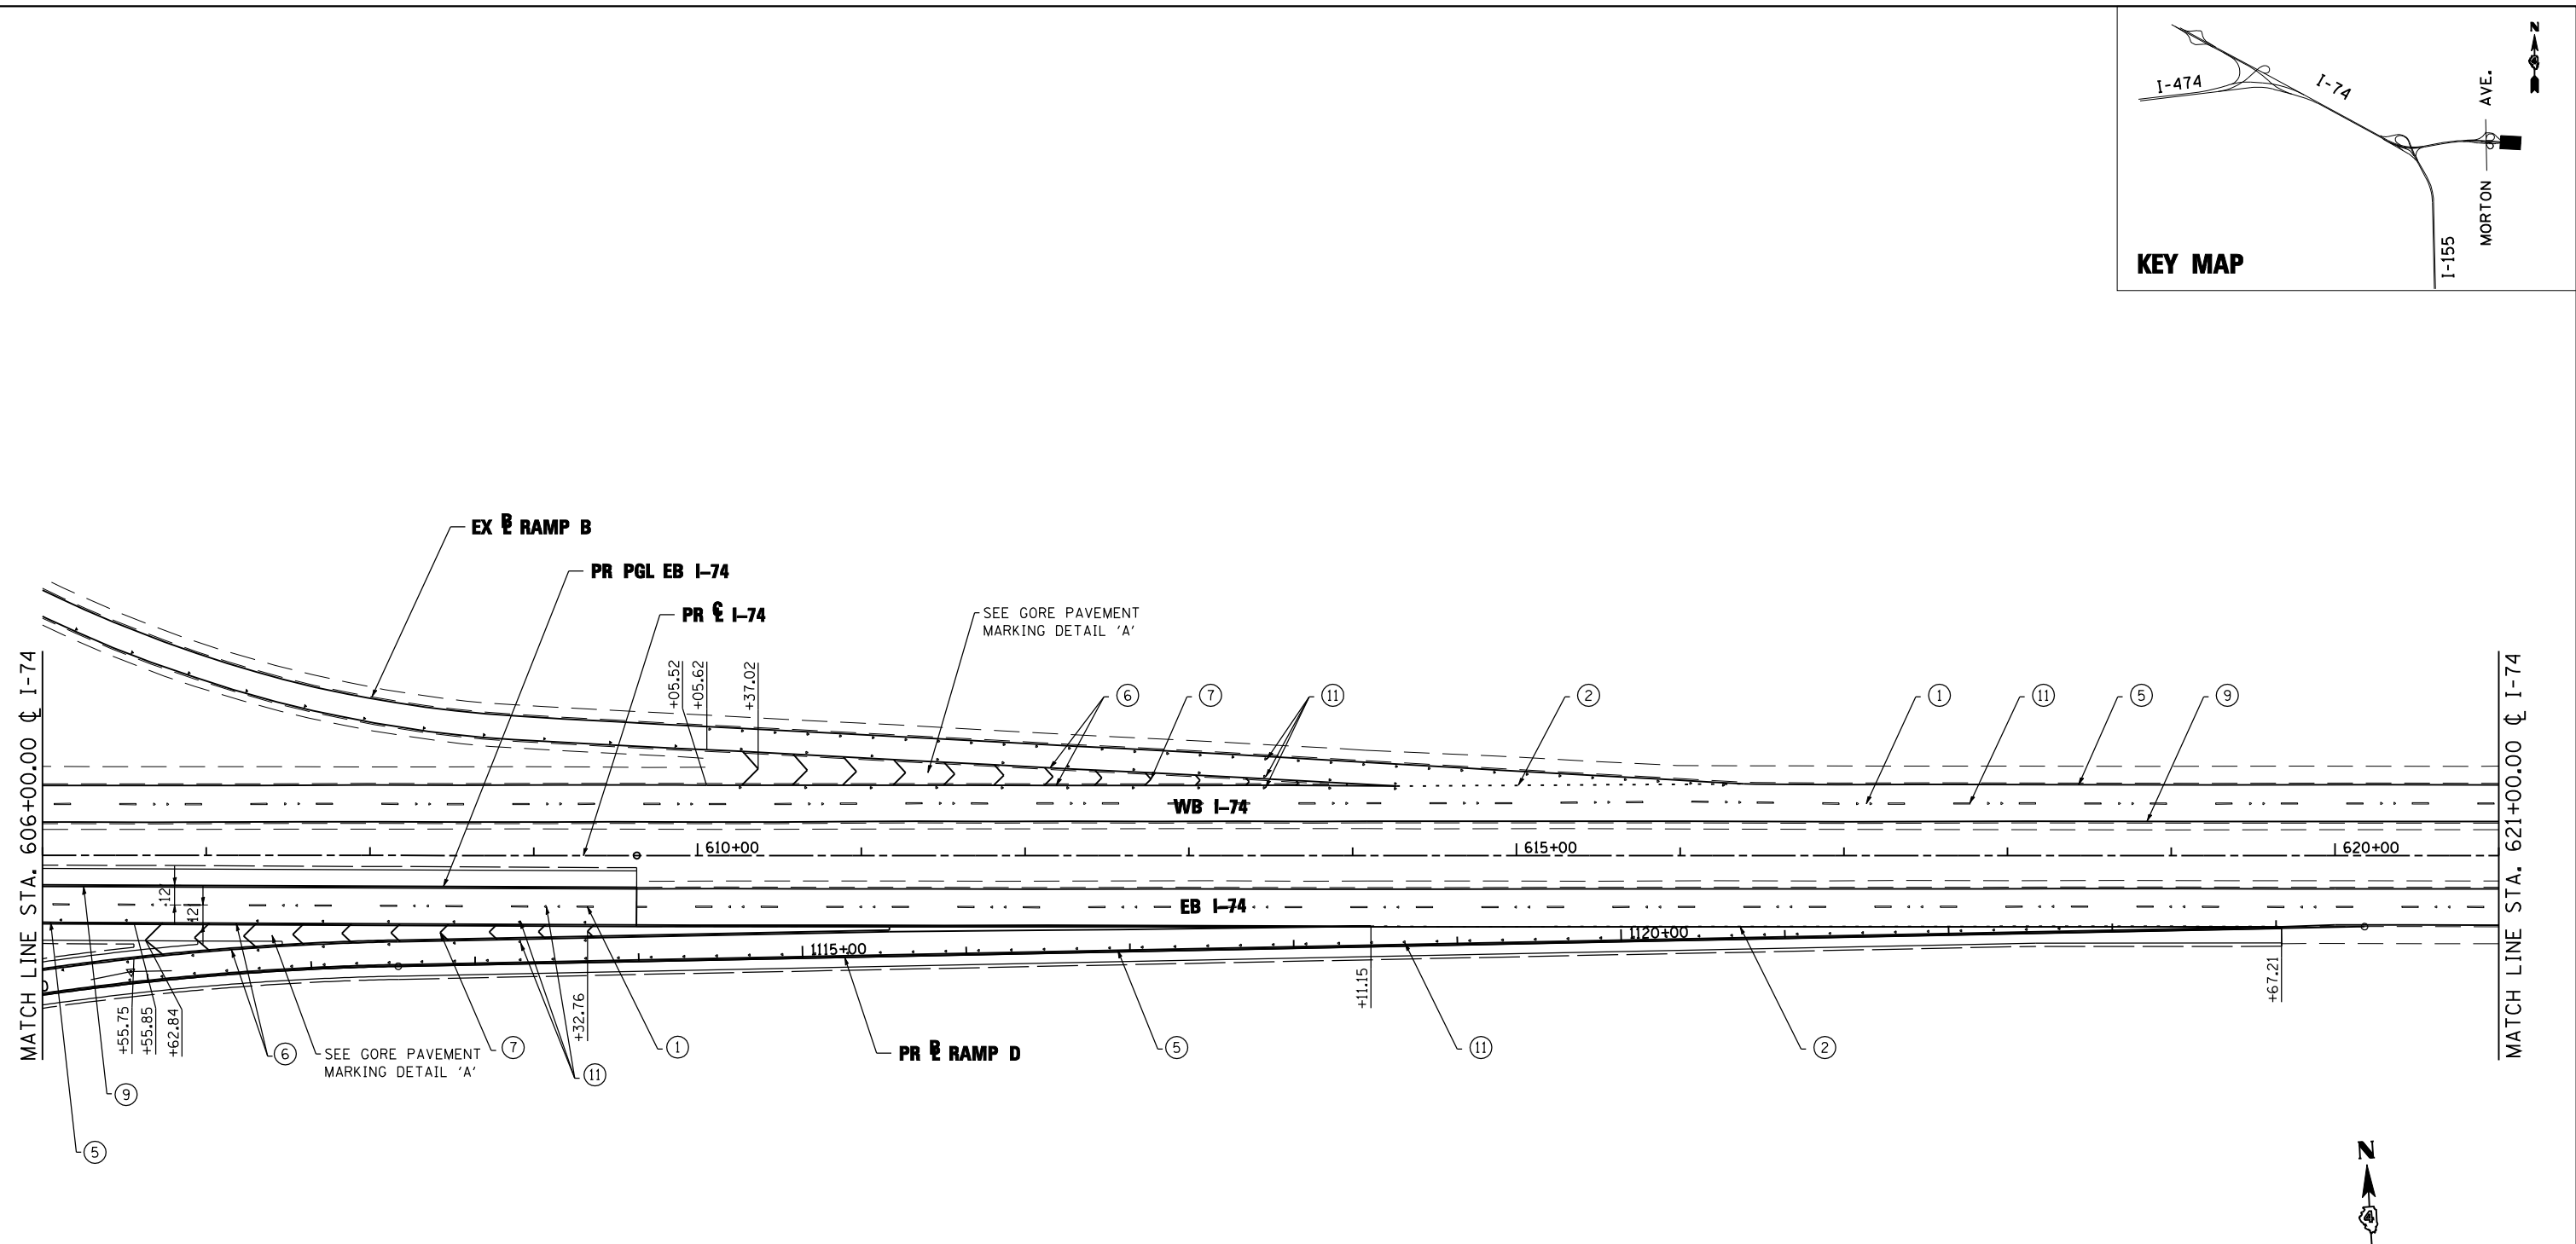 N
I-474
I-74
MORTON AVE.
I-155
KEY MAP
EX ⅊ RAMP B
PR PGL EB I-74
PR ℄ I-74
SEE GORE PAVEMENT
MARKING DETAIL 'A'
+05.52
+05.62
+37.02
6
7
11
2
1
11
5
9
MATCH LINE STA. 606+00.00 ℄ I-74
MATCH LINE STA. 621+00.00 ℄ I-74
WB I-74
610+00
615+00
620+00
12
12
EB I-74
1115+00
1120+00
+55.75
+55.85
+62.84
+32.76
+11.15
+67.21
6
SEE GORE PAVEMENT
MARKING DETAIL 'A'
7
11
1
PR ⅊ RAMP D
5
11
2
9
5
N
4